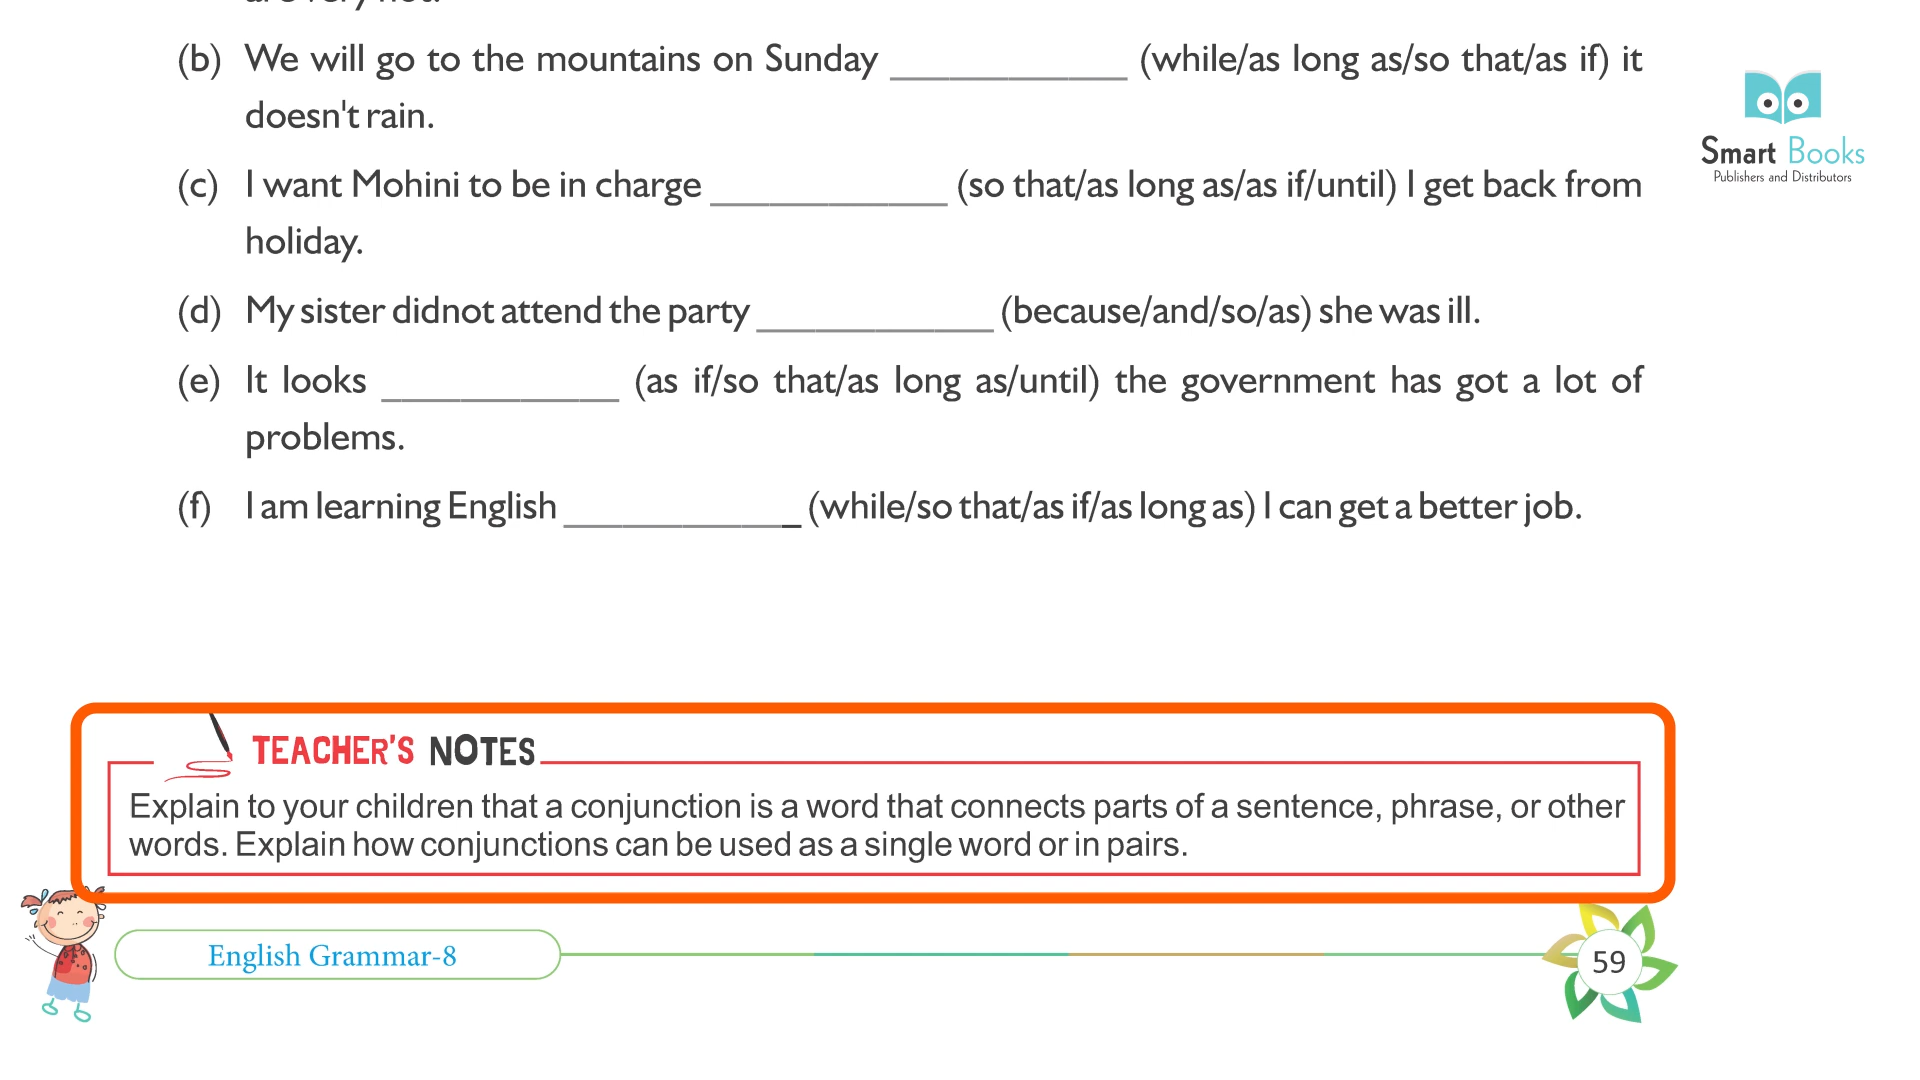 (b) We will go to the mountains on Sunday ____________ (while/as long as/so that/as if) it
doesn't rain.
(c) I want Mohini to be in charge ____________ (so that/as long as/as if/until) I get back from
holiday.
(d) My sister didnot attend the party ____________ (because/and/so/as) she was ill.
(e) It looks ____________ (as if/so that/as long as/until) the government has got a lot of
problems.
(f) I am learning English ____________ (while/so that/as if/as long as) I can get a better job.
Smart Books
Publishers and Distributors
TEACHER'S NOTES
Explain to your children that a conjunction is a word that connects parts of a sentence, phrase, or other
words. Explain how conjunctions can be used as a single word or in pairs.
English Grammar-8
59